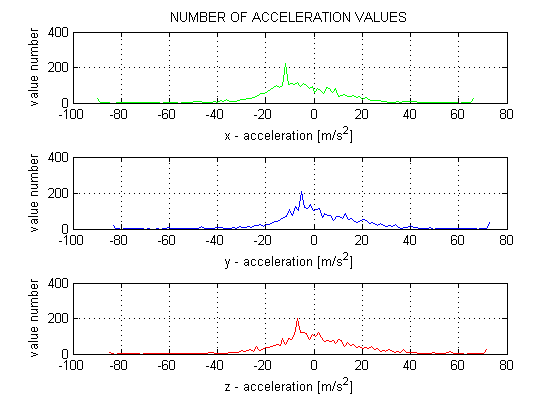 NUMBER OF ACCELERATION VALUES
400
200
0
value number
-100 -80 -60 -40 -20 0 20 40 60 80
x - acceleration [m/s²]
400
200
0
value number
-100 -80 -60 -40 -20 0 20 40 60 80
y - acceleration [m/s²]
400
200
0
value number
-100 -80 -60 -40 -20 0 20 40 60 80
z - acceleration [m/s²]